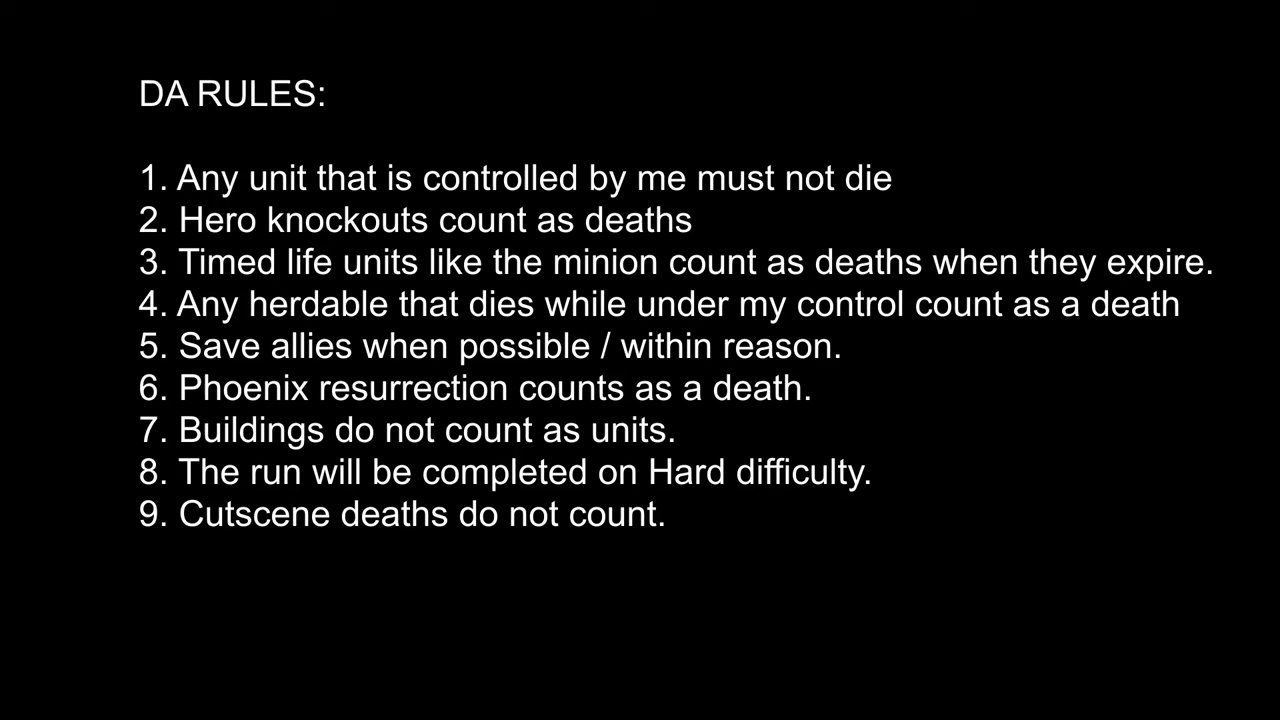 DA RULES:
1. Any unit that is controlled by me must not die
2. Hero knockouts count as deaths
3. Timed life units like the minion count as deaths when they expire.
4. Any herdable that dies while under my control count as a death
5. Save allies when possible / within reason.
6. Phoenix resurrection counts as a death.
7. Buildings do not count as units.
8. The run will be completed on Hard difficulty.
9. Cutscene deaths do not count.